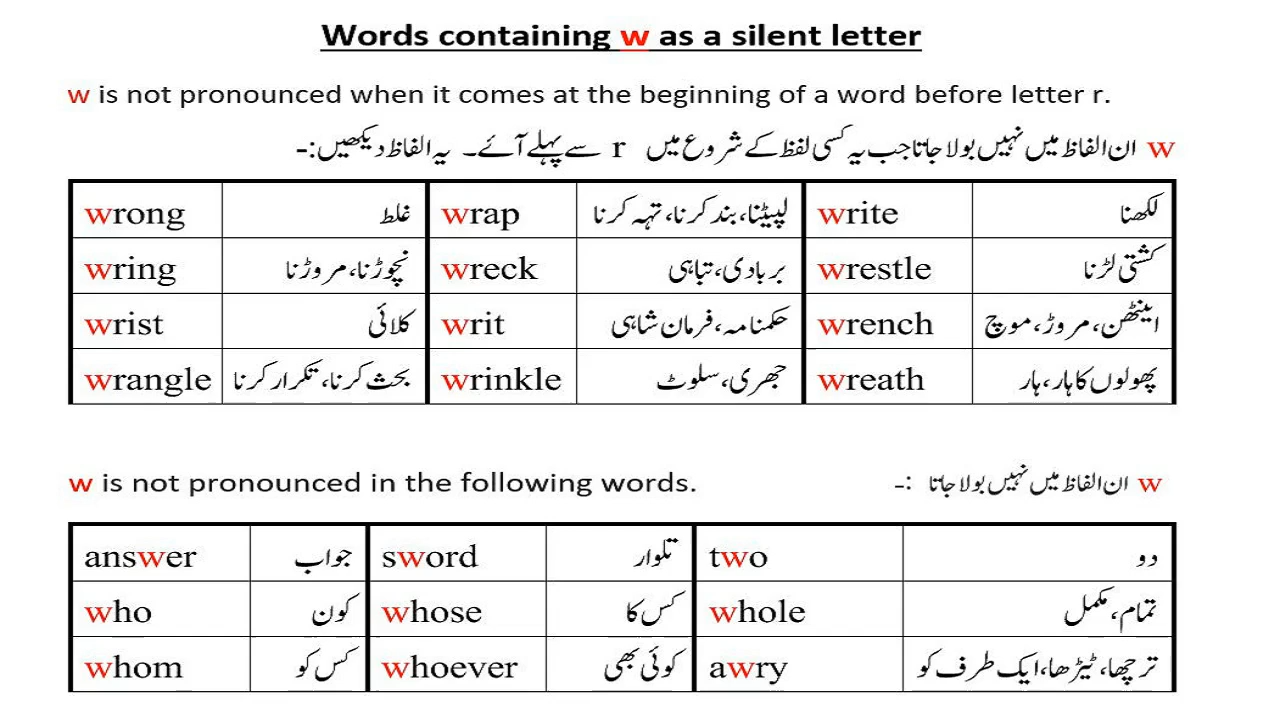 Words containing w as a silent letter
w is not pronounced when it comes at the beginning of a word before letter r.
w ان الفاظ میں نہیں بولا جاتا جب یہ کسی لفظ کے شروع میں r سے پہلے آئے۔ یہ الفاظ دیکھیں:-
wrong غلط wrap لپیٹنا، بند کرنا، تہہ کرنا write لکھنا
wring نچوڑنا، مروڑنا wreck بربادی، تباہی wrestle کشتی لڑنا
wrist کلائی writ حکمنامہ، فرمان شاہی wrench اینٹھن، مروڑ، موچ
wrangle بحث کرنا، تکرار کرنا wrinkle جھری، سلوٹ wreath پھولوں کا ہار، ہار
w is not pronounced in the following words. w ان الفاظ میں نہیں بولا جاتا :-
answer جواب sword تلوار two دو
who کون whose کس کا whole تمام، مکمل
whom کس کو whoever کوئی بھی awry ترچھا، ٹیڑھا، ایک طرف کو